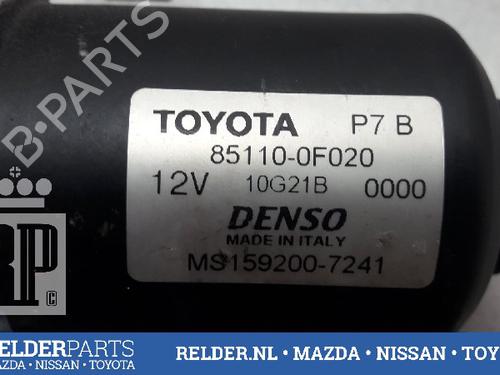 TOYOTA P7 B
85110-0F020
12V 10G21B 0000
DENSO
MADE IN ITALY
MS159200-7241
B-PARTS
RP
C
RELDERPARTS
MAZDA • NISSAN • TOYOTA
RELDER.NL • MAZDA • NISSAN • TOY